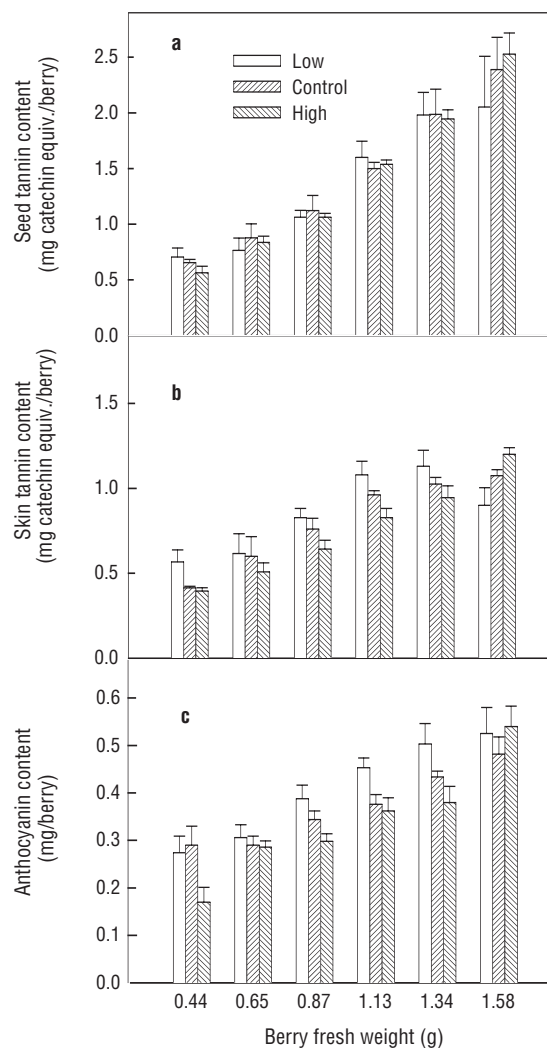 a
Low
Control
High
Seed tannin content
(mg catechin equiv./berry)
2.5
2.0
1.5
1.0
0.5
0.0
b
Skin tannin content
(mg catechin equiv./berry)
1.5
1.0
0.5
0.0
c
Anthocyanin content
(mg/berry)
0.6
0.5
0.4
0.3
0.2
0.1
0.0
0.44 0.65 0.87 1.13 1.34 1.58
Berry fresh weight (g)